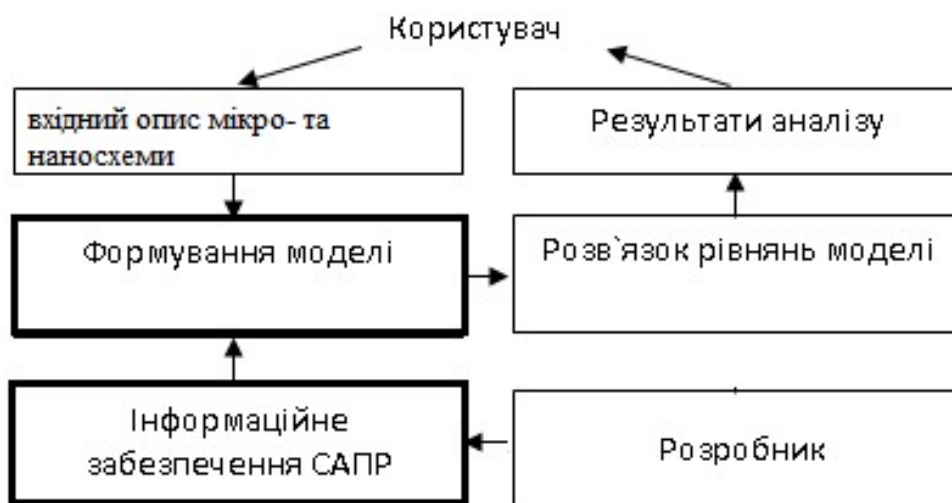 Користувач
вхідний опис мікро- та
наносхеми
Результати аналізу
Формування моделі
Розв`язок рівнянь моделі
Інформаційне
забезпечення САПР
Розробник